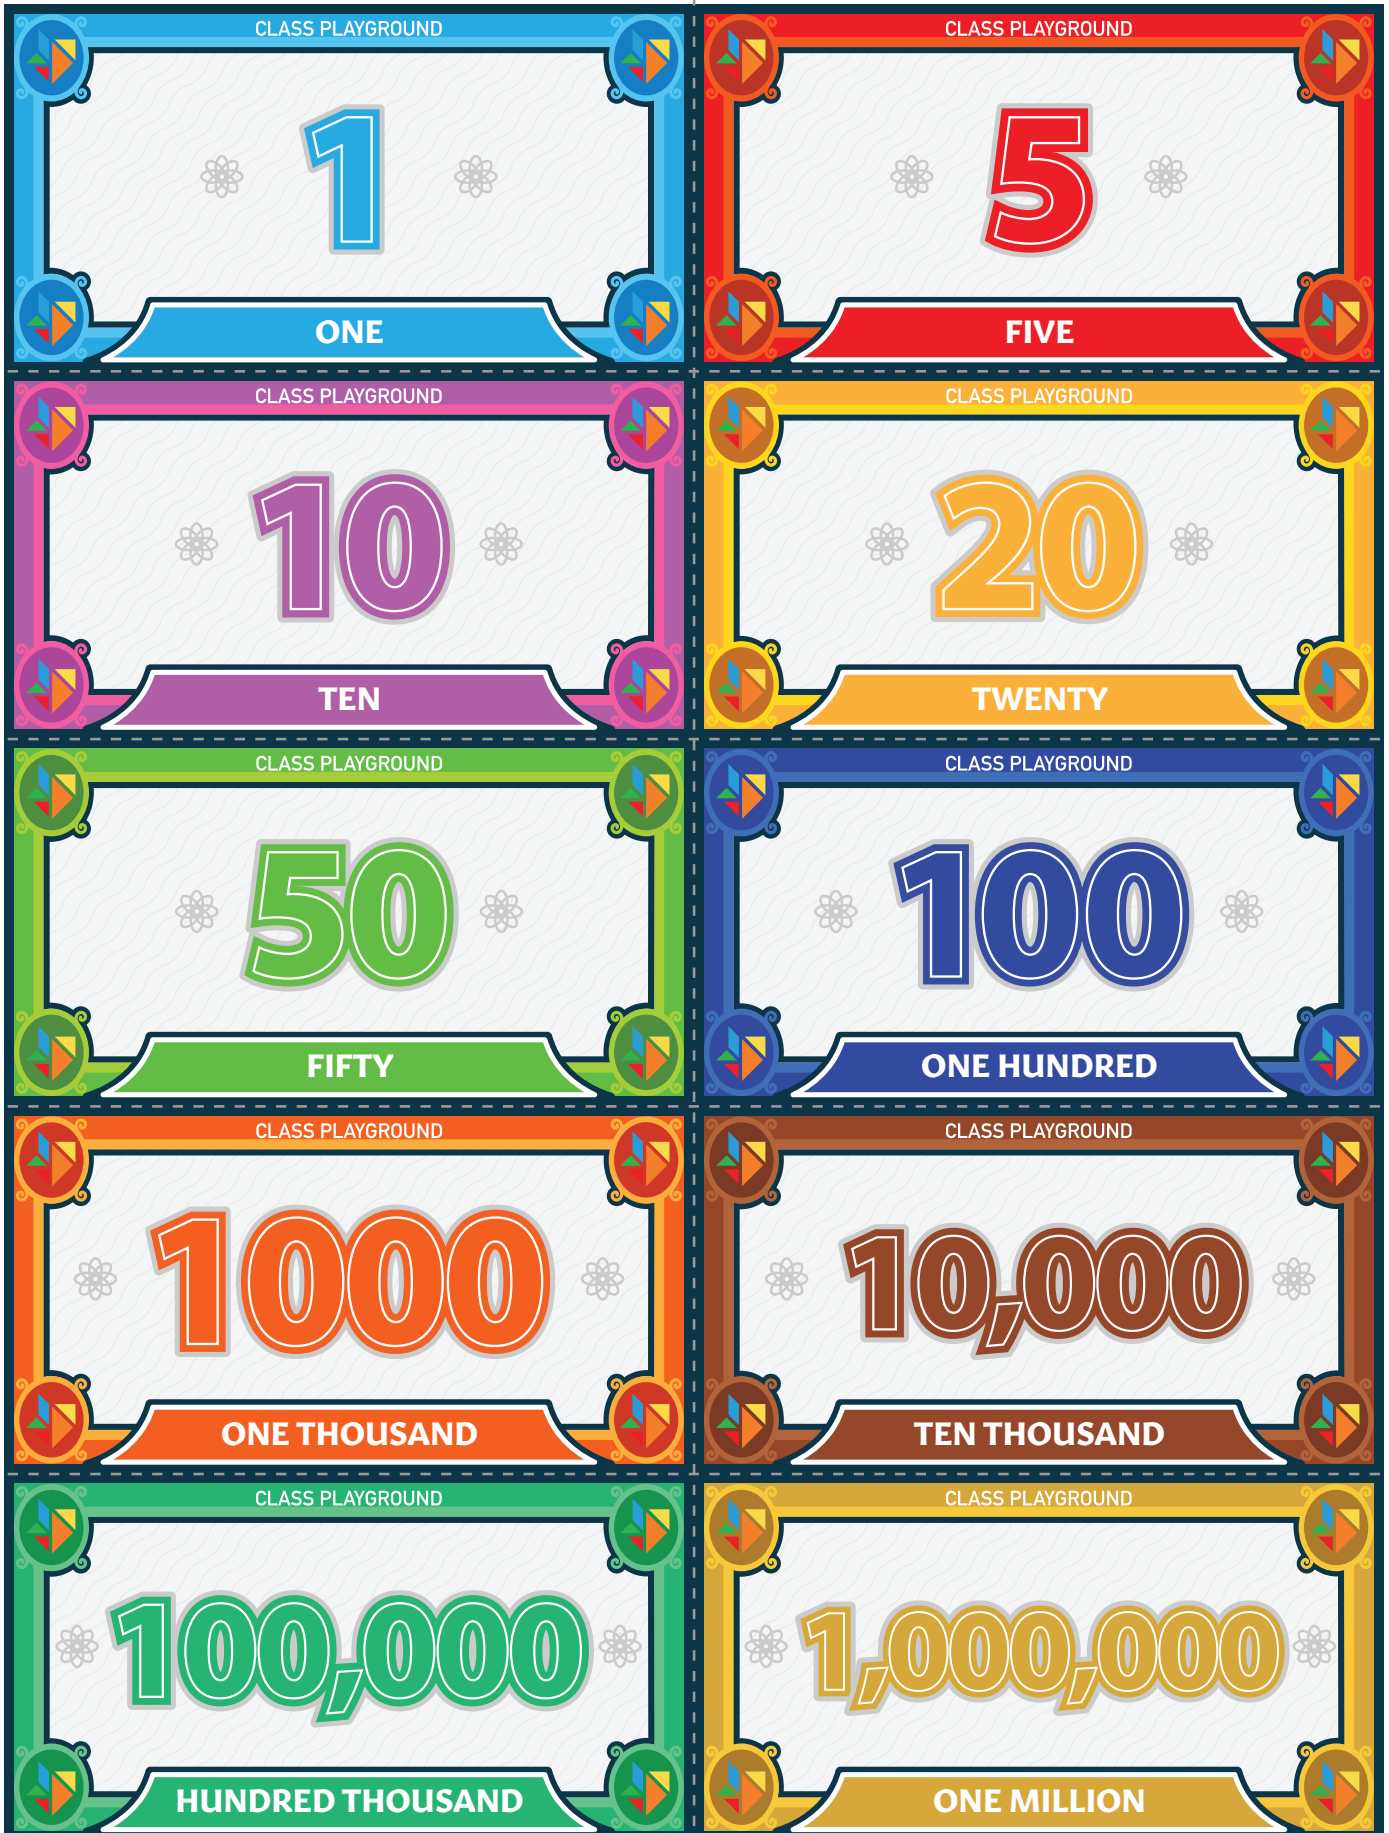 CLASS PLAYGROUND
1
ONE
CLASS PLAYGROUND
5
FIVE
CLASS PLAYGROUND
10
TEN
CLASS PLAYGROUND
20
TWENTY
CLASS PLAYGROUND
50
FIFTY
CLASS PLAYGROUND
100
ONE HUNDRED
CLASS PLAYGROUND
1000
ONE THOUSAND
CLASS PLAYGROUND
10,000
TEN THOUSAND
CLASS PLAYGROUND
100,000
HUNDRED THOUSAND
CLASS PLAYGROUND
1,000,000
ONE MILLION